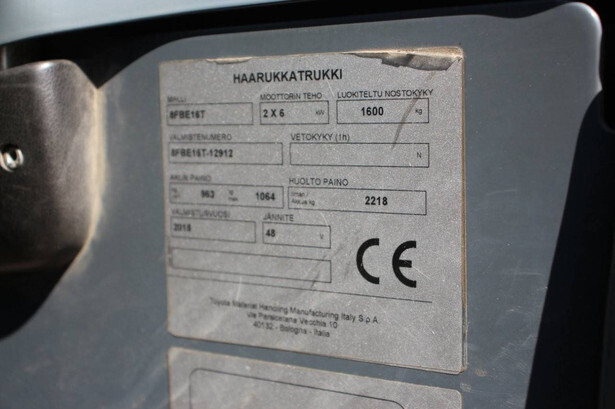 HAARUKKATRUKKI
MALLI MOOTTORIN TEHO LUOKITELTU NOSTOKYKY
8FBE16T 2 X 6 kW 1600 kg
VALMISTENUMERO VETOKYKY (1h)
8FBE16T-12912 N
AKUN PAINO HUOLTO PAINO
963 1064 2218
VALMISTUSVUOSI JÄNNITE
2018 48 V
CE
Toyota Material Handling Manufacturing Italy S.p.A
Via Persicetana Vecchia 10
40132 - Bologna - Italia